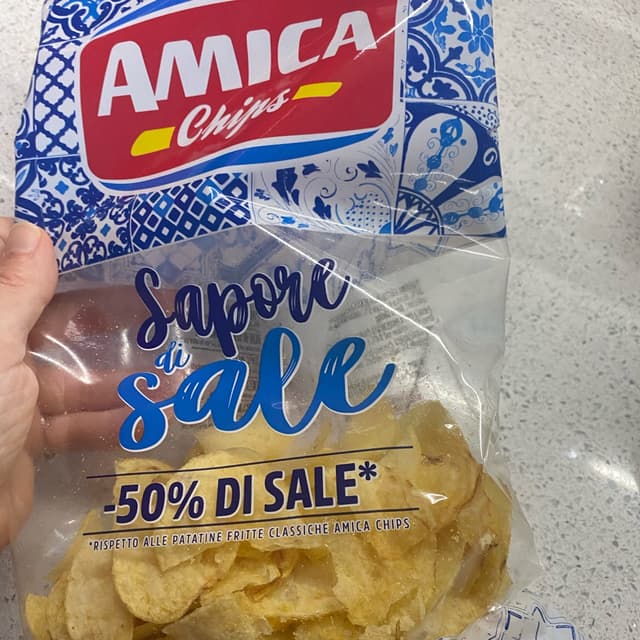 AMICA
Chips
Sapore
di
sale
-50% DI SALE*
*RISPETTO ALLE PATATINE FRITTE CLASSICHE AMICA CHIPS